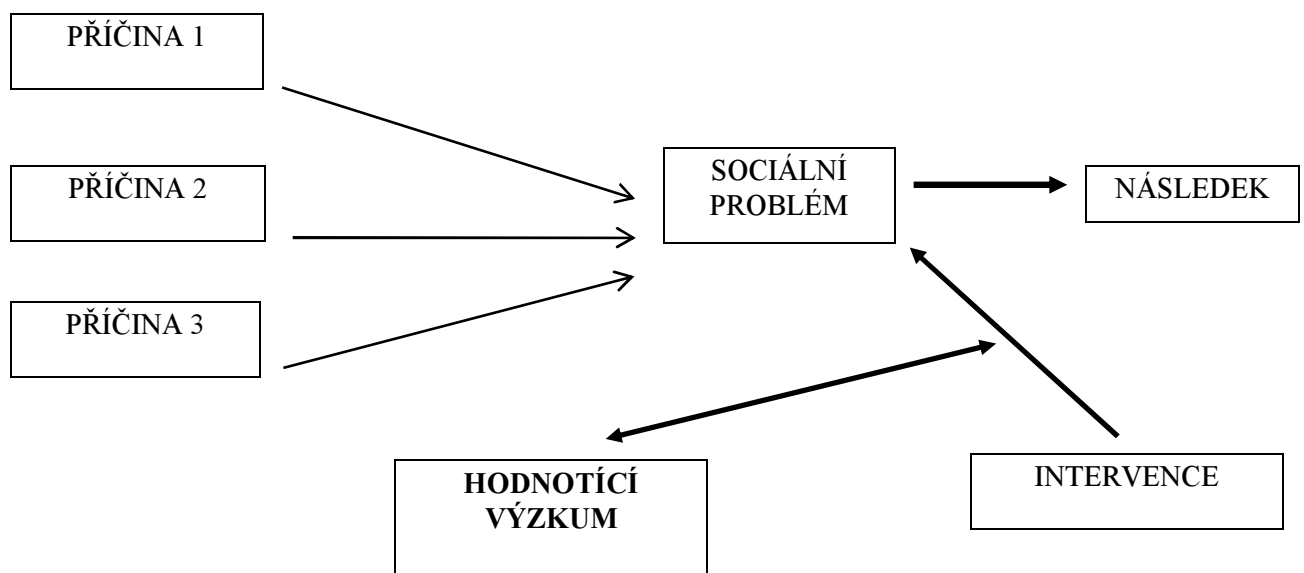 PŘÍČINA 1
PŘÍČINA 2
PŘÍČINA 3
SOCIÁLNÍ
PROBLÉM
NÁSLEDEK
HODNOTÍCÍ
VÝZKUM
INTERVENCE